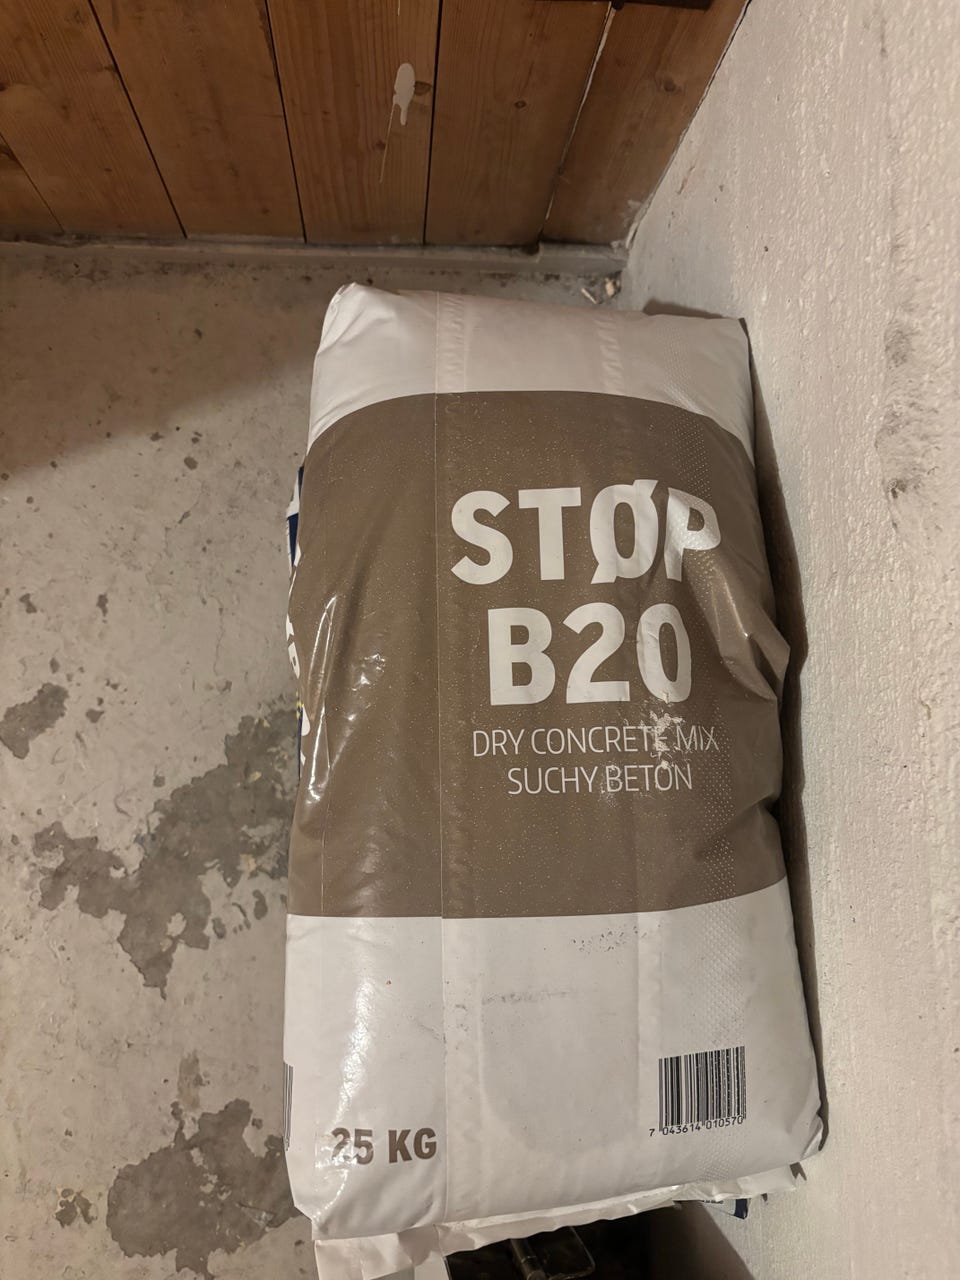 STØP
B20
DRY CONCRETE MIX
SUCHY BETON
25 KG
7 043614 010570